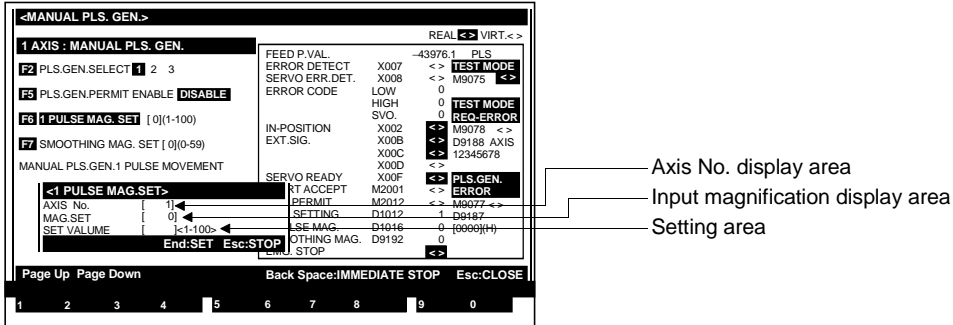 <MANUAL PLS. GEN.>
REAL < > VIRT.< >
1 AXIS : MANUAL PLS. GEN.
F2 PLS.GEN.SELECT 1 2 3
F5 PLS.GEN.PERMIT ENABLE DISABLE
F6 1 PULSE MAG. SET [ 0](1-100)
F7 SMOOTHING MAG. SET [ 0](0-59)
MANUAL PLS.GEN.1 PULSE MOVEMENT
FEED P.VAL. –43976.1 PLS
ERROR DETECT X007 < > TEST MODE
SERVO ERR.DET. X008 < > M9075 < >
ERROR CODE LOW 0
HIGH 0 TEST MODE
SVO. 0 REQ-ERROR
IN-POSITION X002 < > M9078 < >
EXT.SIG. X00B < > D9188 AXIS
X00C < > 12345678
X00D < >
SERVO READY X00F < > PLS.GEN.
RT ACCEPT M2001 < > ERROR
PERMIT M2012 < > M9077 < >
SETTING D1012 1 D9187
LSE MAG. D1016 0 [0000](H)
OTHING MAG. D9192 0
EMG. STOP < >
<1 PULSE MAG.SET>
AXIS No. [ 1]
MAG.SET [ 0]
SET VALUME [ ]<1-100>
End:SET Esc:STOP
Axis No. display area
Input magnification display area
Setting area
Page Up Page Down Back Space:IMMEDIATE STOP Esc:CLOSE
1 2 3 4 5 6 7 8 9 0